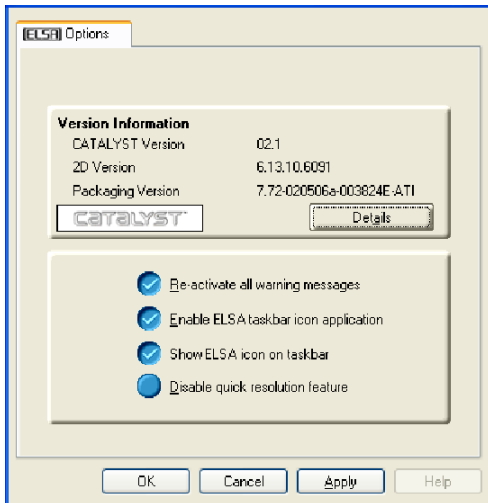 ELSA Options
Version Information
CATALYST Version 02.1
2D Version 6.13.10.6091
Packaging Version 7.72-020506a-003824E-ATI
CATALYST Details
Re-activate all warning messages
Enable ELSA taskbar icon application
Show ELSA icon on taskbar
Disable quick resolution feature
OK Cancel Apply Help